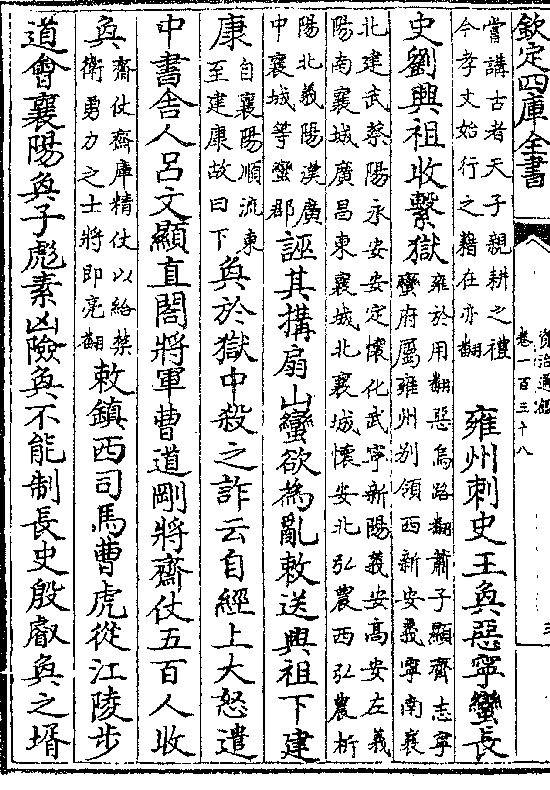 欽定四庫全書
資治通鑑
卷一百三十八
三
嘗講古者天子親耕之禮
今孝文始行之藉在亦翻
雍州刺史王奐惡寧蠻長
史劉興祖收繫獄
雍於用翻惡烏路翻蕭子顯齊志寧
蠻府屬雍州别領西新安義寧南襄
北建武蔡陽永安安定懷化武寧新陽義安高安左義
陽南襄城廣昌東襄城北襄城懷安北弘農西弘農析
陽北義陽漢廣
中襄城等蠻郡
誣其搆扇山蠻欲為亂敕送興祖下建
康
自襄陽順流東
至建康故曰下
奐於獄中殺之詐云自經上大怒遣
中書舍人呂文顯直閤將軍曹道剛將齋仗五百人收
奐
齋仗齋庫精仗以給禁
衛勇力之士將即亮翻
敕鎮西司馬曹虎從江陵步
道會襄陽奐子彪素凶險奐不能制長史殷叡奐之壻